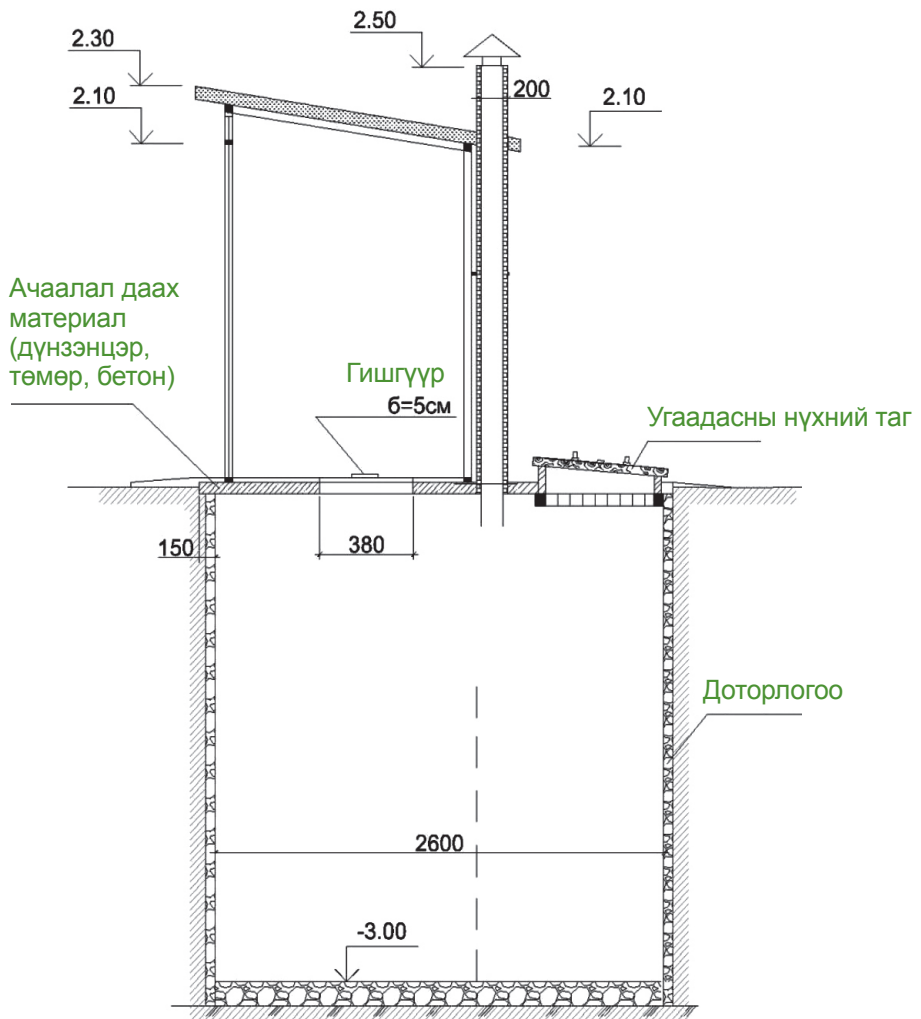 2.50
2.30
200
2.10
2.10
Ачаалал даах
материал
(дүнзэнцэр,
төмөр, бетон)
Гишгүүр
б=5см
Угаадасны нүхний таг
150
380
Доторлогоо
2600
-3.00